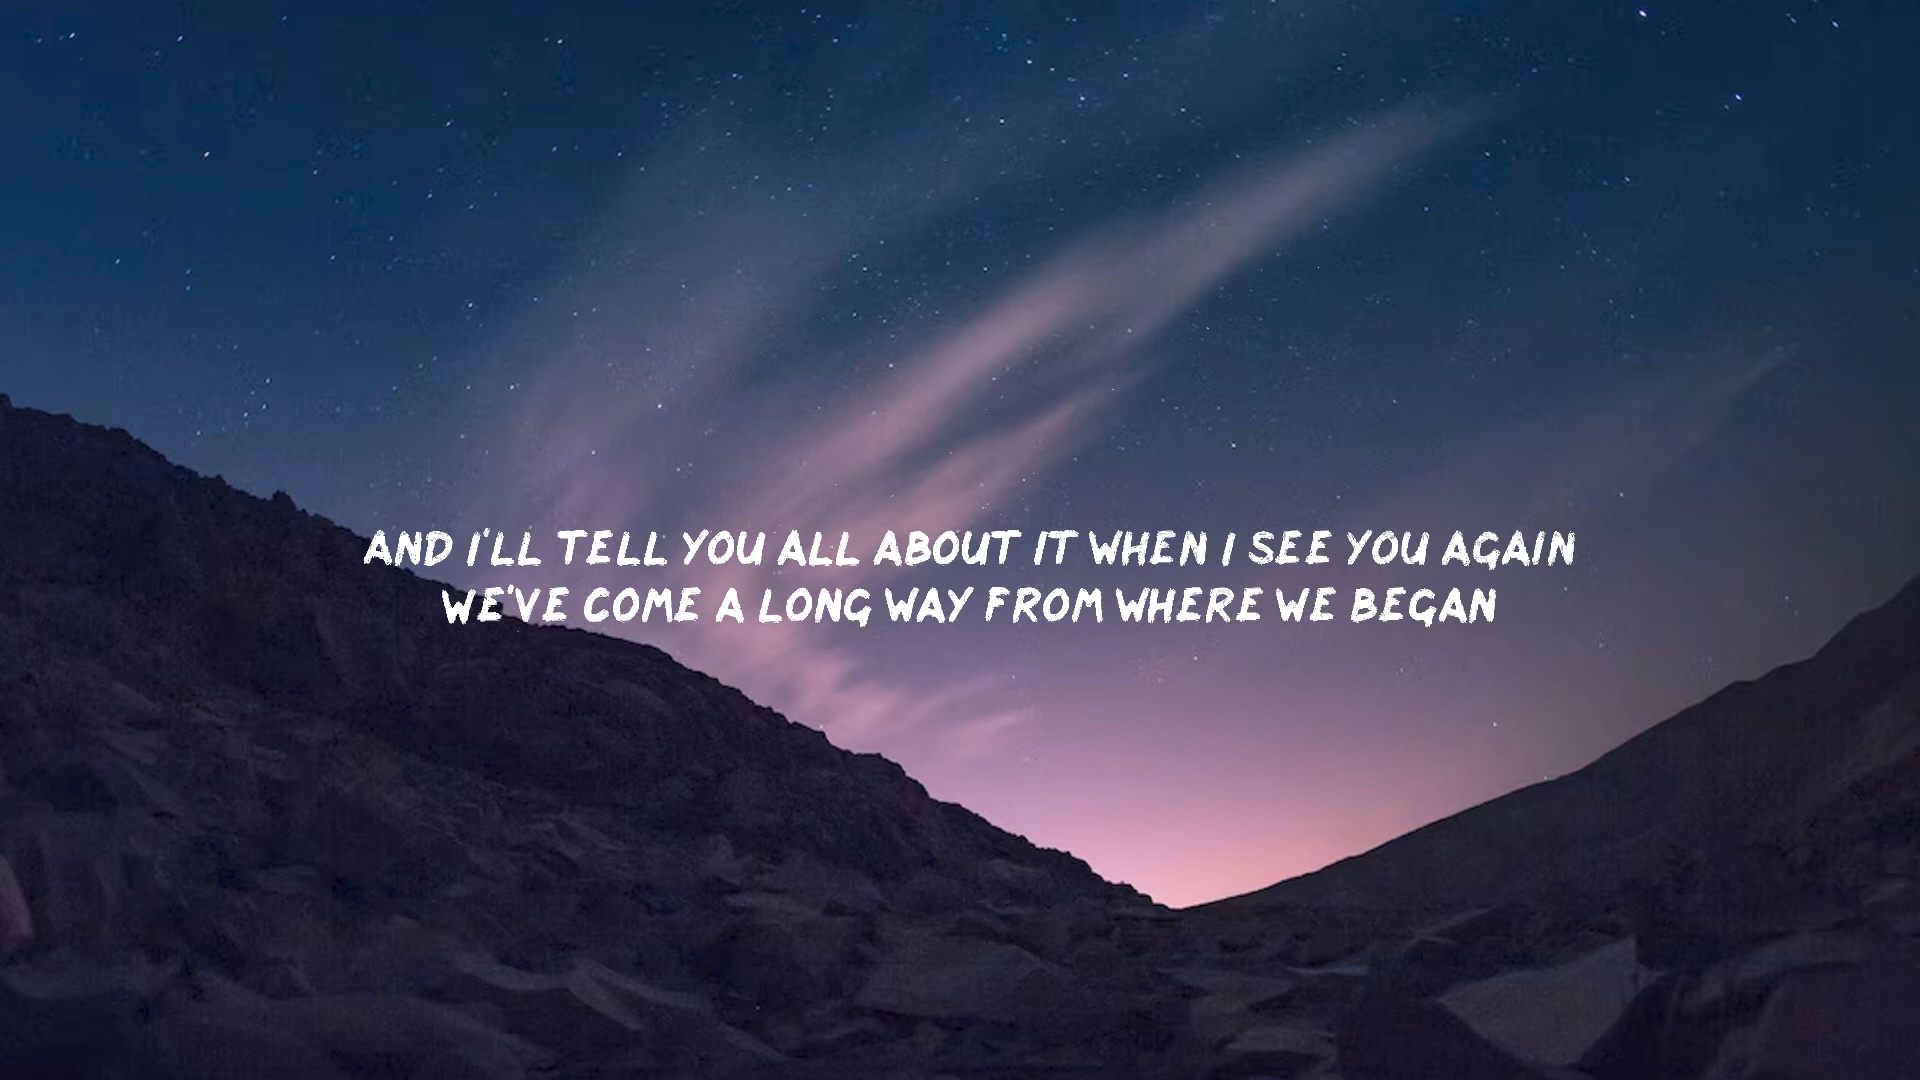 AND I'LL TELL YOU ALL ABOUT IT WHEN I SEE YOU AGAIN
WE'VE COME A LONG WAY FROM WHERE WE BEGAN